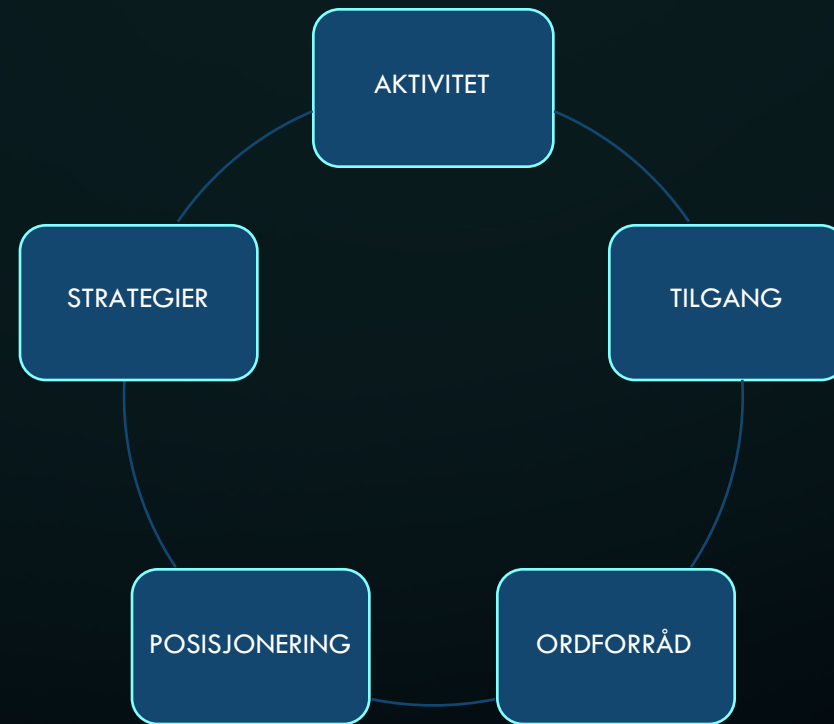 AKTIVITET
STRATEGIER
TILGANG
POSISJONERING
ORDFORRÅD